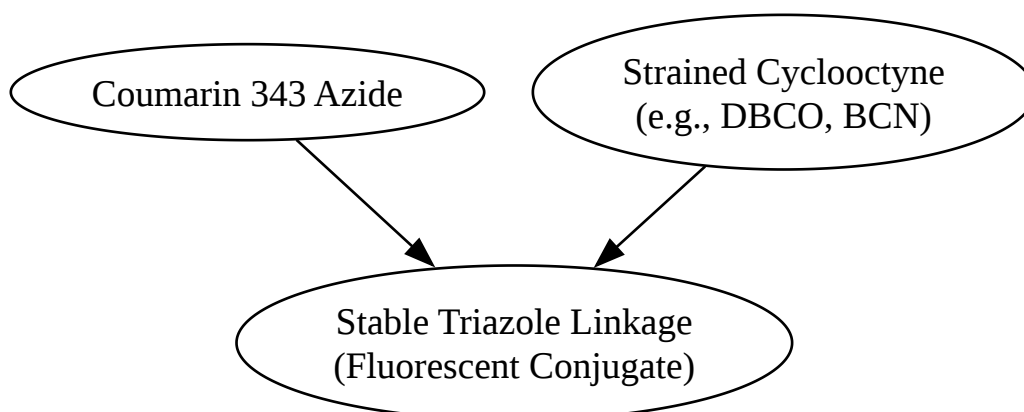 Coumarin 343 Azide
Strained Cyclooctyne
(e.g., DBCO, BCN)
Stable Triazole Linkage
(Fluorescent Conjugate)